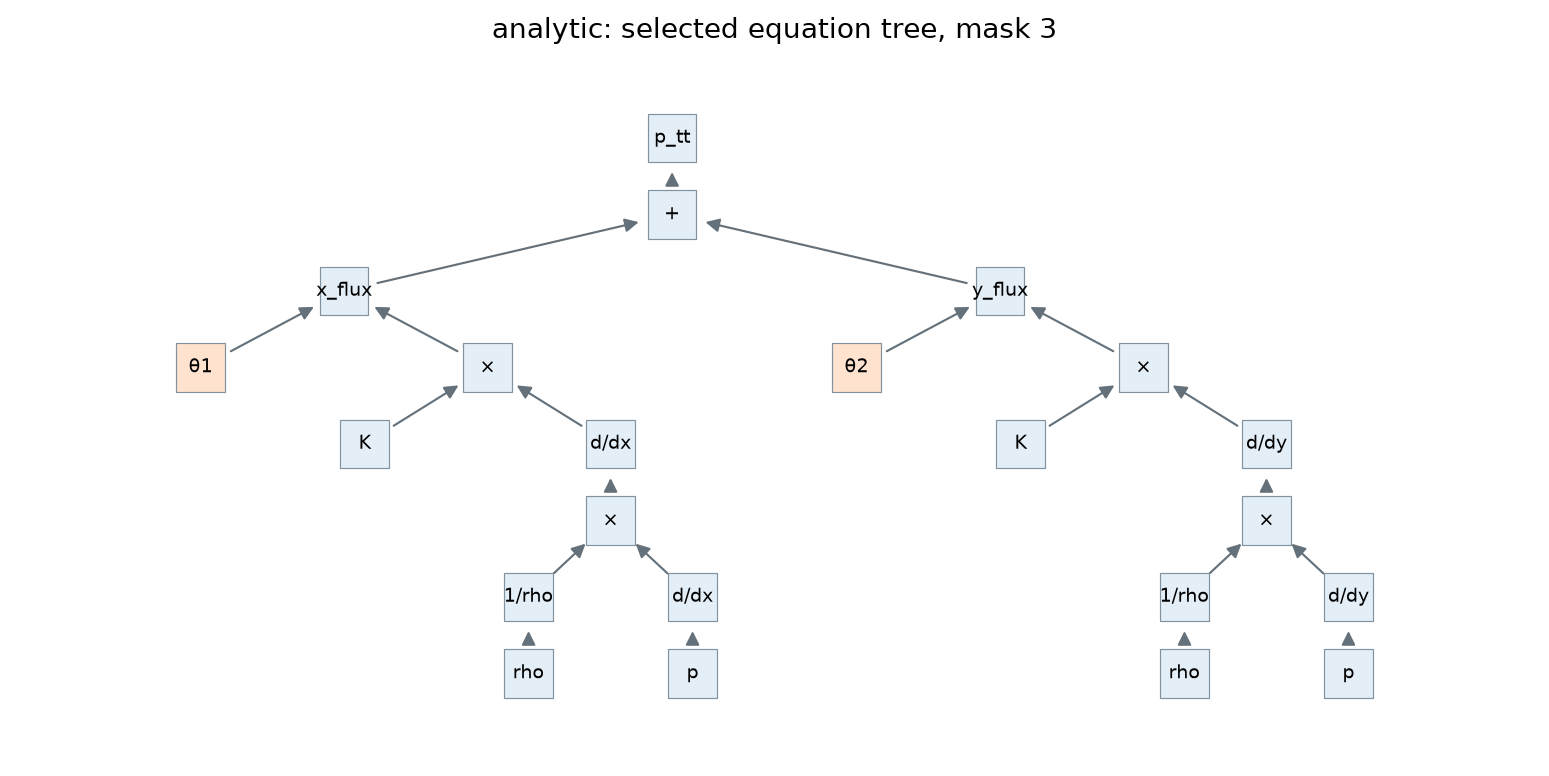 analytic: selected equation tree, mask 3
p_tt
+
x_flux
y_flux
θ1
×
θ2
×
K
d/dx
K
d/dy
×
×
1/rho
d/dx
1/rho
d/dy
rho
p
rho
p